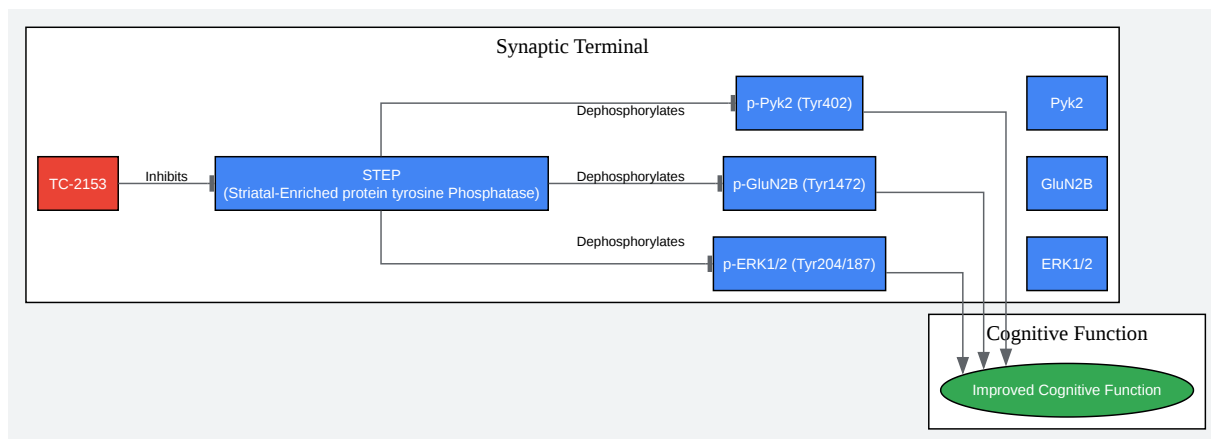 Synaptic Terminal
Dephosphorylates
p-Pyk2 (Tyr402)
Pyk2
TC-2153
Inhibits
STEP
(Striatal-Enriched protein tyrosine Phosphatase)
Dephosphorylates
p-GluN2B (Tyr1472)
GluN2B
Dephosphorylates
p-ERK1/2 (Tyr204/187)
ERK1/2
Cognitive Function
Improved Cognitive Function